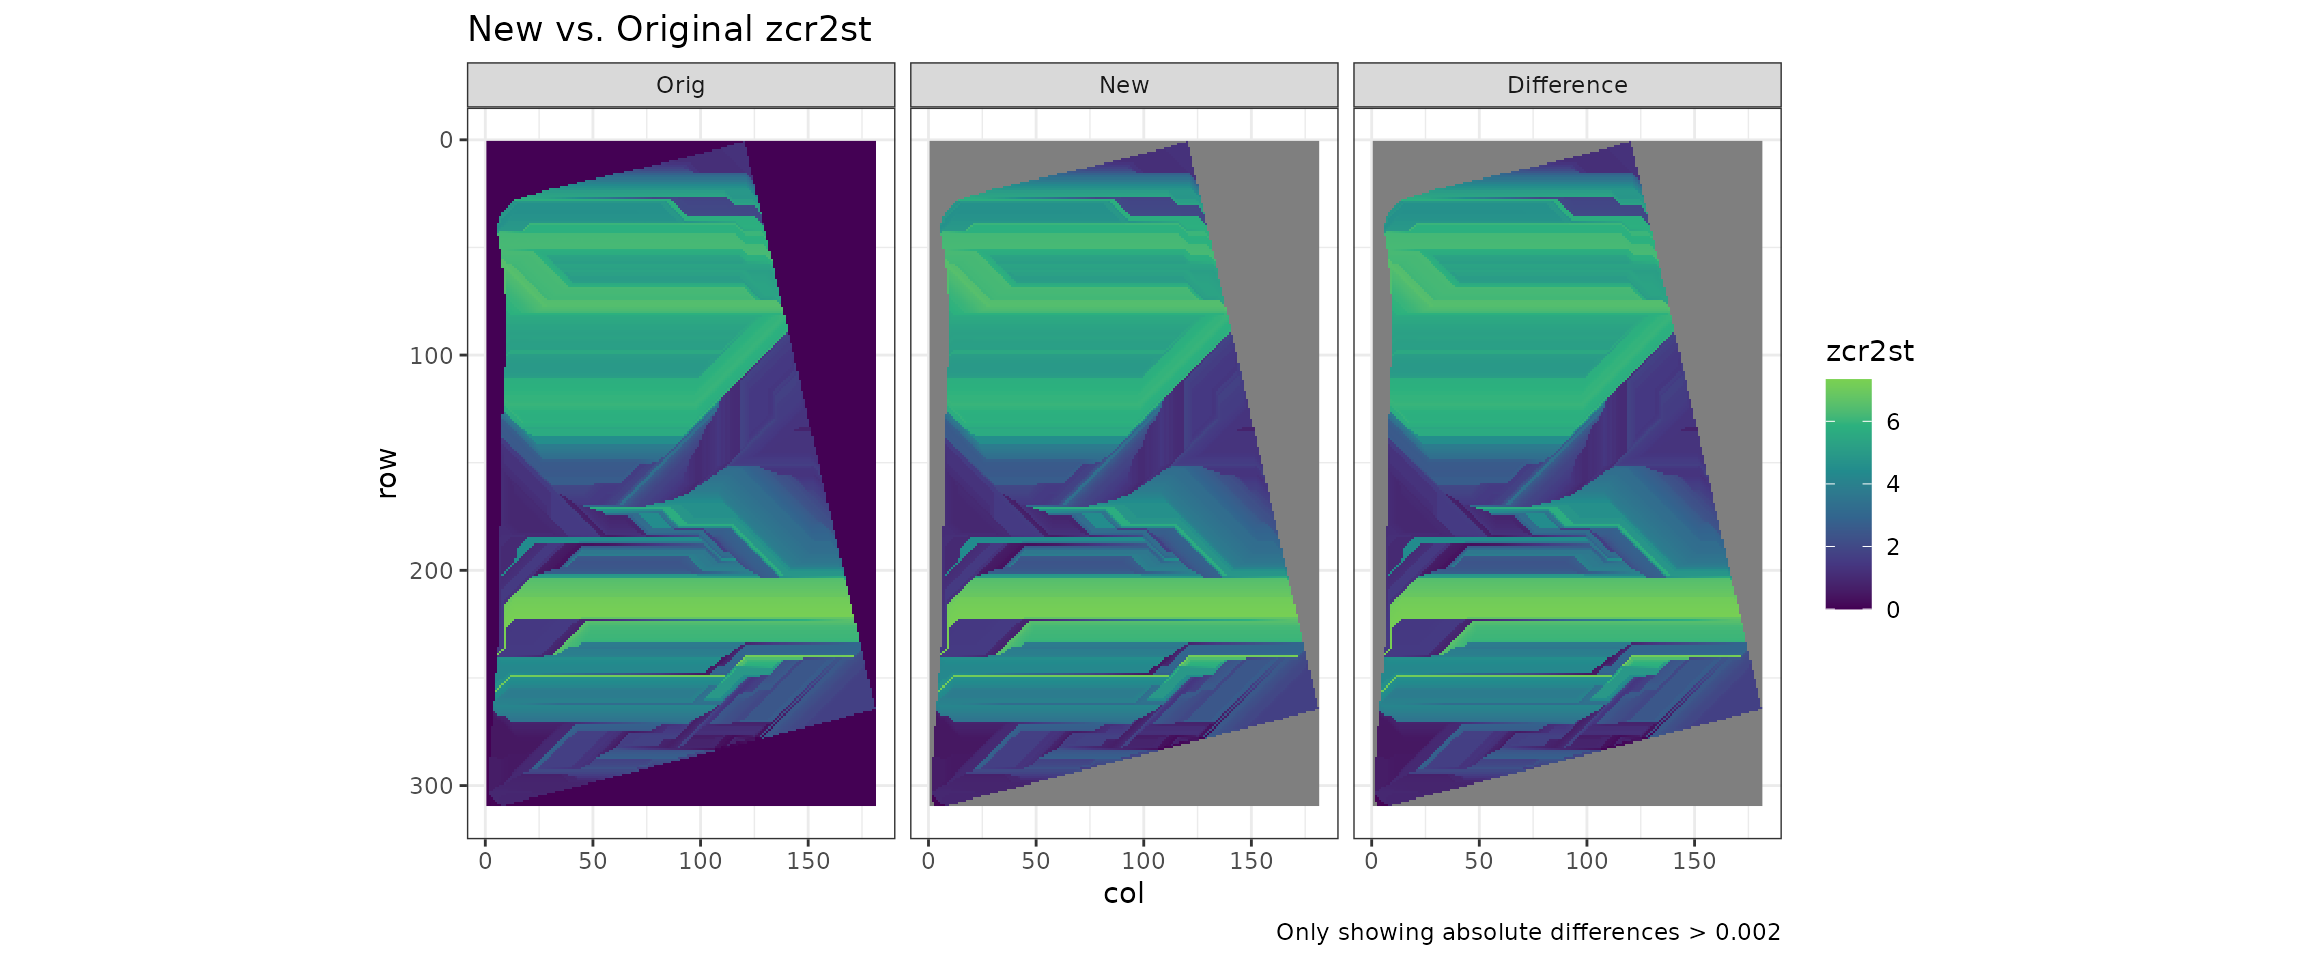 New vs. Original zcr2st
Orig New Difference
0
100
200
300
row
0 50 100 150 0 50 100 150 0 50 100 150
col
zcr2st
6
4
2
0
Only showing absolute differences > 0.002